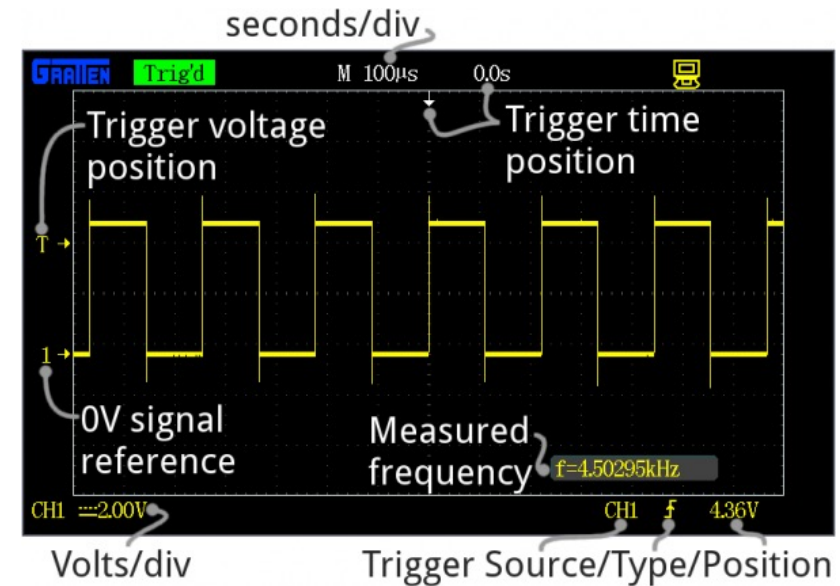 seconds/div
GRATTEN Trig'd M 100μs 0.0s
Trigger voltage
position
Trigger time
position
T
1
0V signal
reference
Measured
frequency
f=4.50295kHz
CH1 2.00V CH1 4.36V
Volts/div Trigger Source/Type/Position